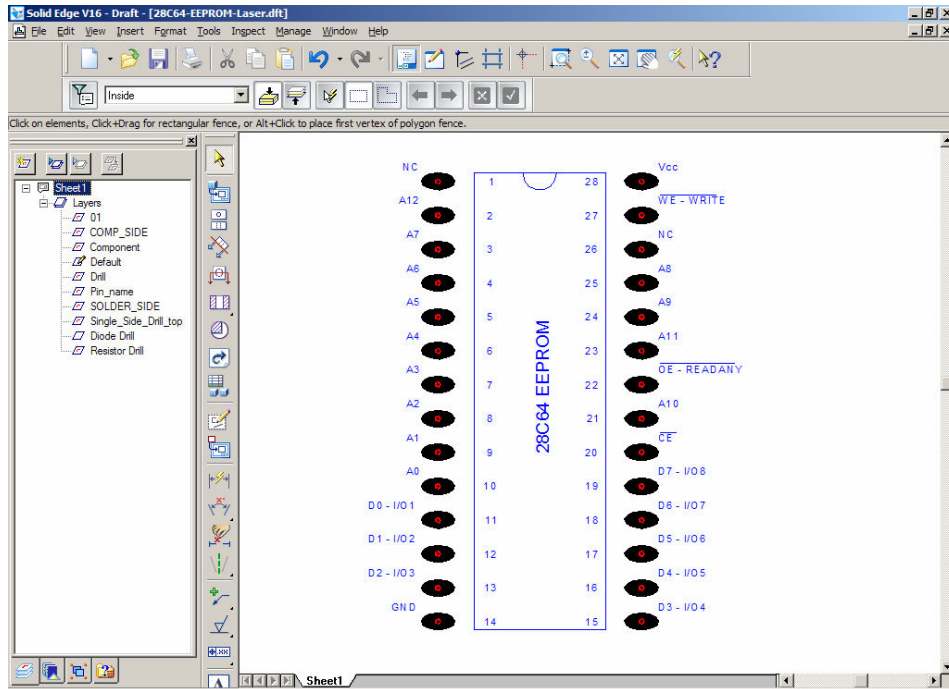 Solid Edge V16 - Draft - [28C64-EEPROM-Laser.dft]
File Edit View Insert Format Tools Inspect Manage Window Help
Inside
Click on elements, Click+Drag for rectangular fence, or Alt+Click to place first vertex of polygon fence.
Sheet1
Layers
01
COMP_SIDE
Component
Default
Drill
Pin_name
SOLDER_SIDE
Single_Side_Drill_top
Diode Drill
Resistor Drill
NC 1 28 Vcc
A12 2 27 WE - WRITE
A7 3 26 NC
A6 4 25 A8
A5 5 24 A9
A4 6 23 A11
A3 7 22 OE - READANY
A2 8 21 A10
A1 9 20 CE
A0 10 19 D7 - I/O8
D0 - I/O1 11 18 D6 - I/O7
D1 - I/O2 12 17 D5 - I/O6
D2 - I/O3 13 16 D4 - I/O5
GND 14 15 D3 - I/O4
28C64 EEPROM
.XX
A
Sheet1